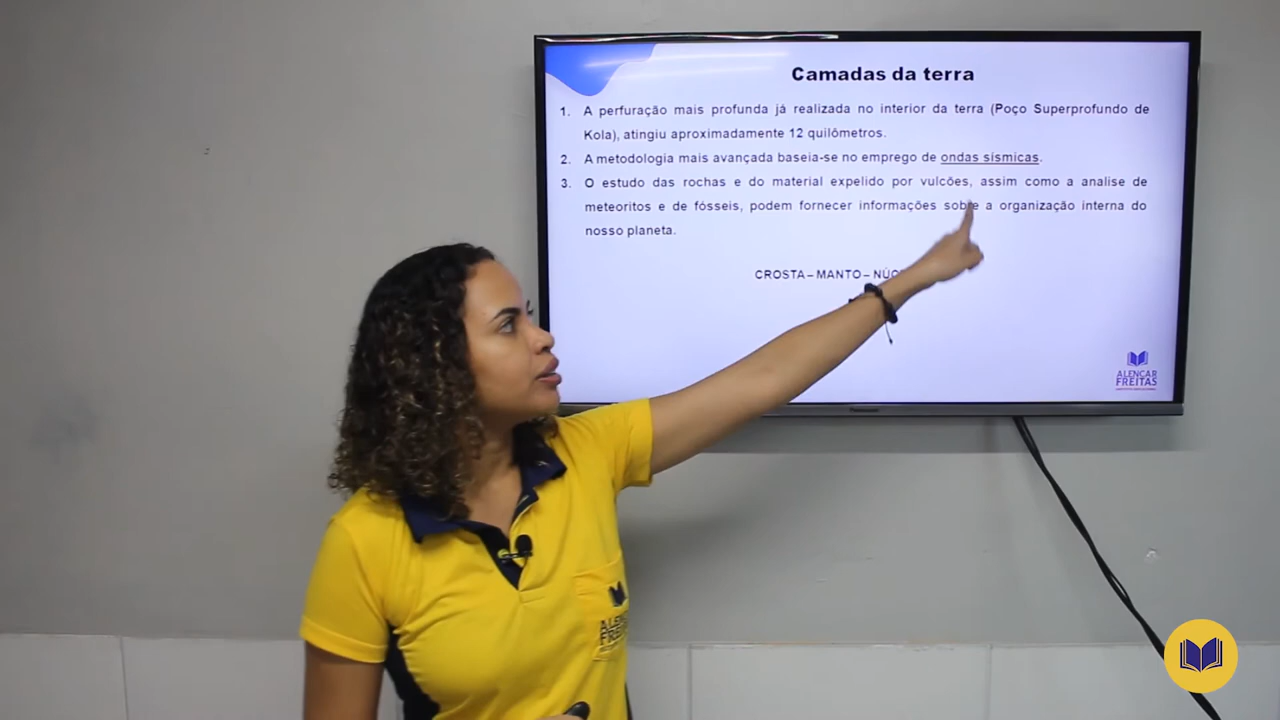 Camadas da terra
1. A perfuração mais profunda já realizada no interior da terra (Poço Superprofundo de
Kola), atingiu aproximadamente 12 quilômetros.
2. A metodologia mais avançada baseia-se no emprego de ondas sísmicas.
3. O estudo das rochas e do material expelido por vulcões, assim como a analise de
meteoritos e de fósseis, podem fornecer informações sobre a organização interna do
nosso planeta.
CROSTA – MANTO –
ALENCAR
FREITAS